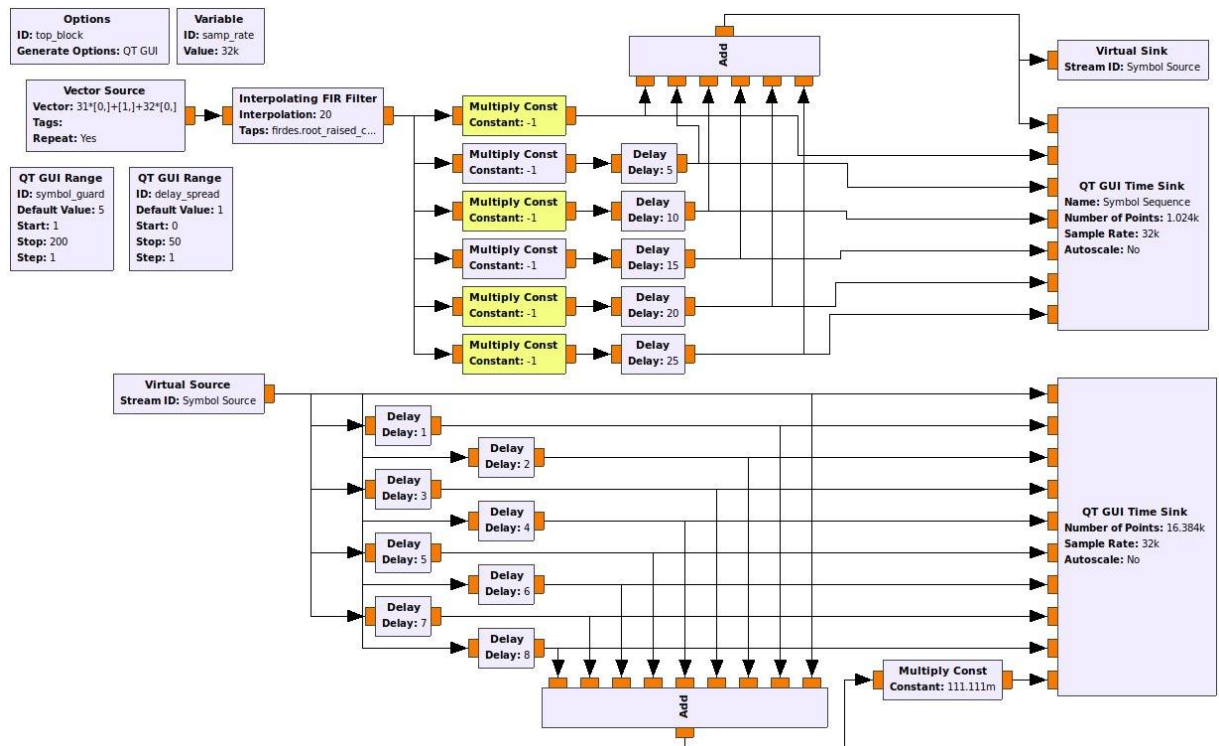 Options
ID: top_block
Generate Options: QT GUI
Variable
ID: samp_rate
Value: 32k
Add
Virtual Sink
Stream ID: Symbol Source
Vector Source
Vector: 31*[0,]+[1,]+32*[0,]
Tags:
Repeat: Yes
Interpolating FIR Filter
Interpolation: 20
Taps: firdes.root_raised_c...
Multiply Const
Constant: -1
Multiply Const
Constant: -1
Delay
Delay: 5
QT GUI Range
ID: symbol_guard
Default Value: 5
Start: 1
Stop: 200
Step: 1
QT GUI Range
ID: delay_spread
Default Value: 1
Start: 0
Stop: 50
Step: 1
Multiply Const
Constant: -1
Delay
Delay: 10
Multiply Const
Constant: -1
Delay
Delay: 15
Multiply Const
Constant: -1
Delay
Delay: 20
Multiply Const
Constant: -1
Delay
Delay: 25
QT GUI Time Sink
Name: Symbol Sequence
Number of Points: 1.024k
Sample Rate: 32k
Autoscale: No
Virtual Source
Stream ID: Symbol Source
Delay
Delay: 1
Delay
Delay: 2
Delay
Delay: 3
Delay
Delay: 4
Delay
Delay: 5
Delay
Delay: 6
Delay
Delay: 7
Delay
Delay: 8
QT GUI Time Sink
Number of Points: 16.384k
Sample Rate: 32k
Autoscale: No
Multiply Const
Constant: 111.111m
Add